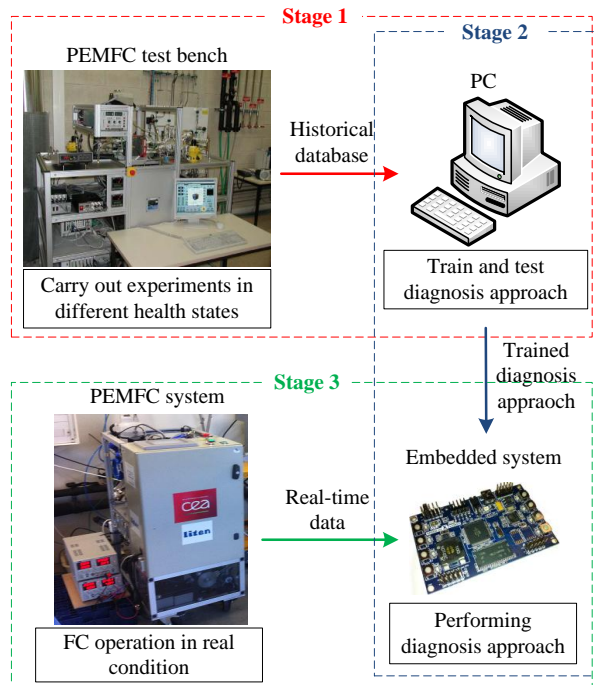 Stage 1
Stage 2
PEMFC test bench
PC
Historical
database
Carry out experiments in
different health states
Train and test
diagnosis approach
Trained
diagnosis
appraoch
Stage 3
PEMFC system
Embedded system
cea
liten
Real-time
data
FC operation in real
condition
Performing
diagnosis approach